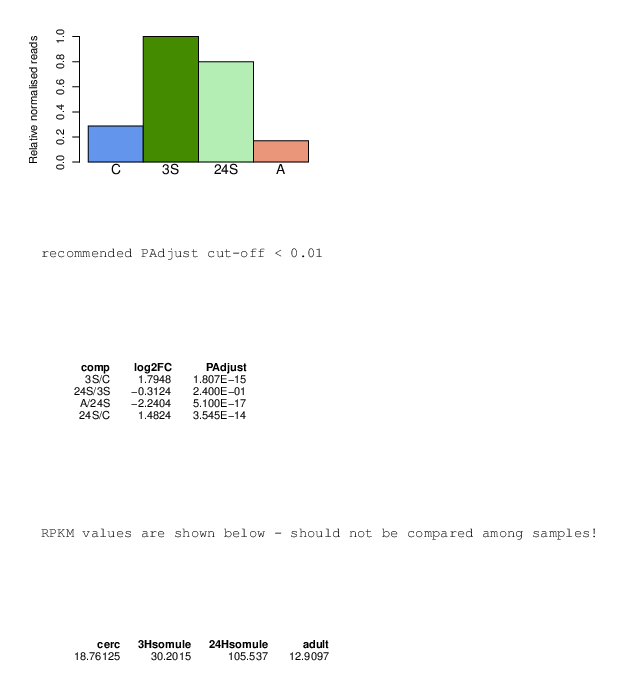 Relative normalised reads
1.0
0.8
0.6
0.4
0.2
0.0
C 3S 24S A
recommended PAdjust cut-off < 0.01
comp log2FC PAdjust
3S/C 1.7948 1.807E−15
24S/3S −0.3124 2.400E−01
A/24S −2.2404 5.100E−17
24S/C 1.4824 3.545E−14
RPKM values are shown below - should not be compared among samples!
cerc 3Hsomule 24Hsomule adult
18.76125 30.2015 105.537 12.9097